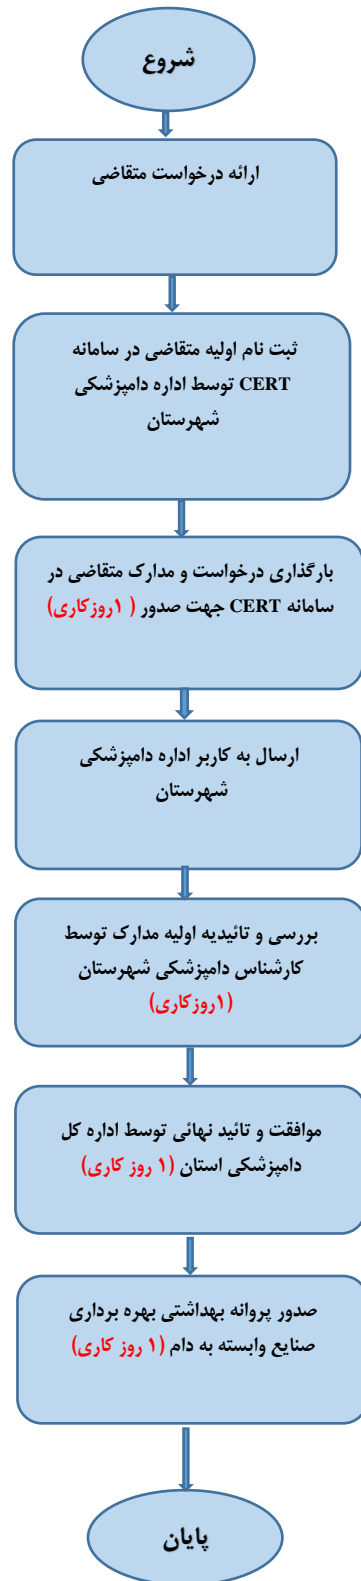 شروع
ارائه درخواست متقاضی
ثبت نام اولیه متقاضی در سامانه
CERT توسط اداره دامپزشکی
شهرستان
بارگذاری درخواست و مدارک متقاضی در
سامانه CERT جهت صدور ( ۱روزکاری)
ارسال به کاربر اداره دامپزشکی
شهرستان
بررسی و تائیدیه اولیه مدارک توسط
کارشناس دامپزشکی شهرستان
(۱روزکاری)
موافقت و تائید نهائی توسط اداره کل
دامپزشکی استان (۱ روز کاری)
صدور پروانه بهداشتی بهره برداری
صنایع وابسته به دام (۱ روز کاری)
پایان